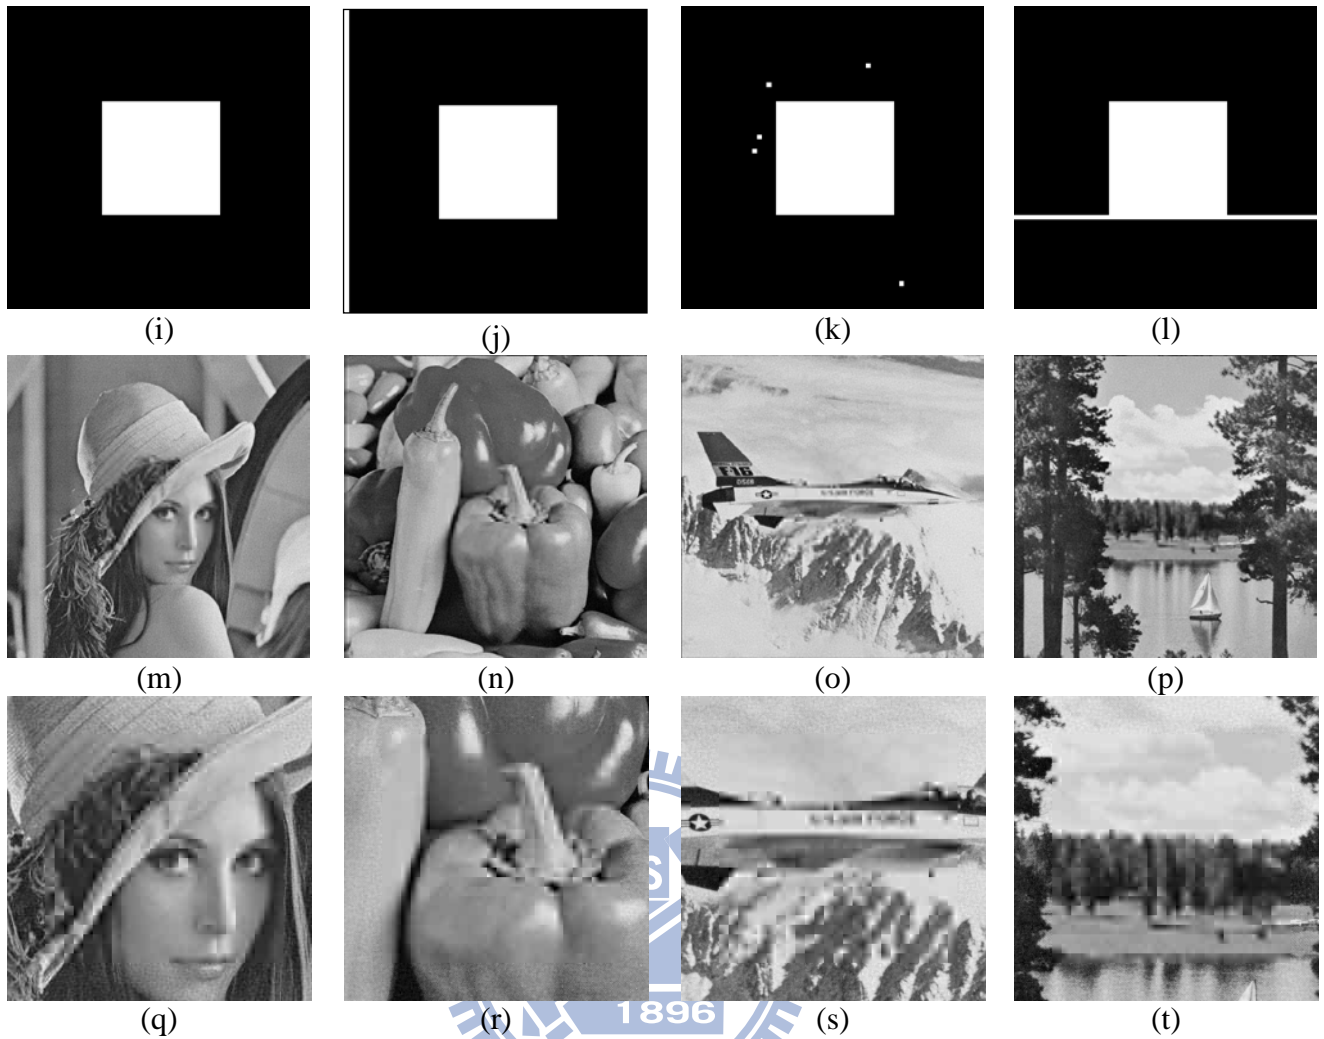 (i) (j) (k) (l)
(m) (n) (o) (p)
F16
U.S. AIR FORCE
(q) (r) (s) (t)
S
1896